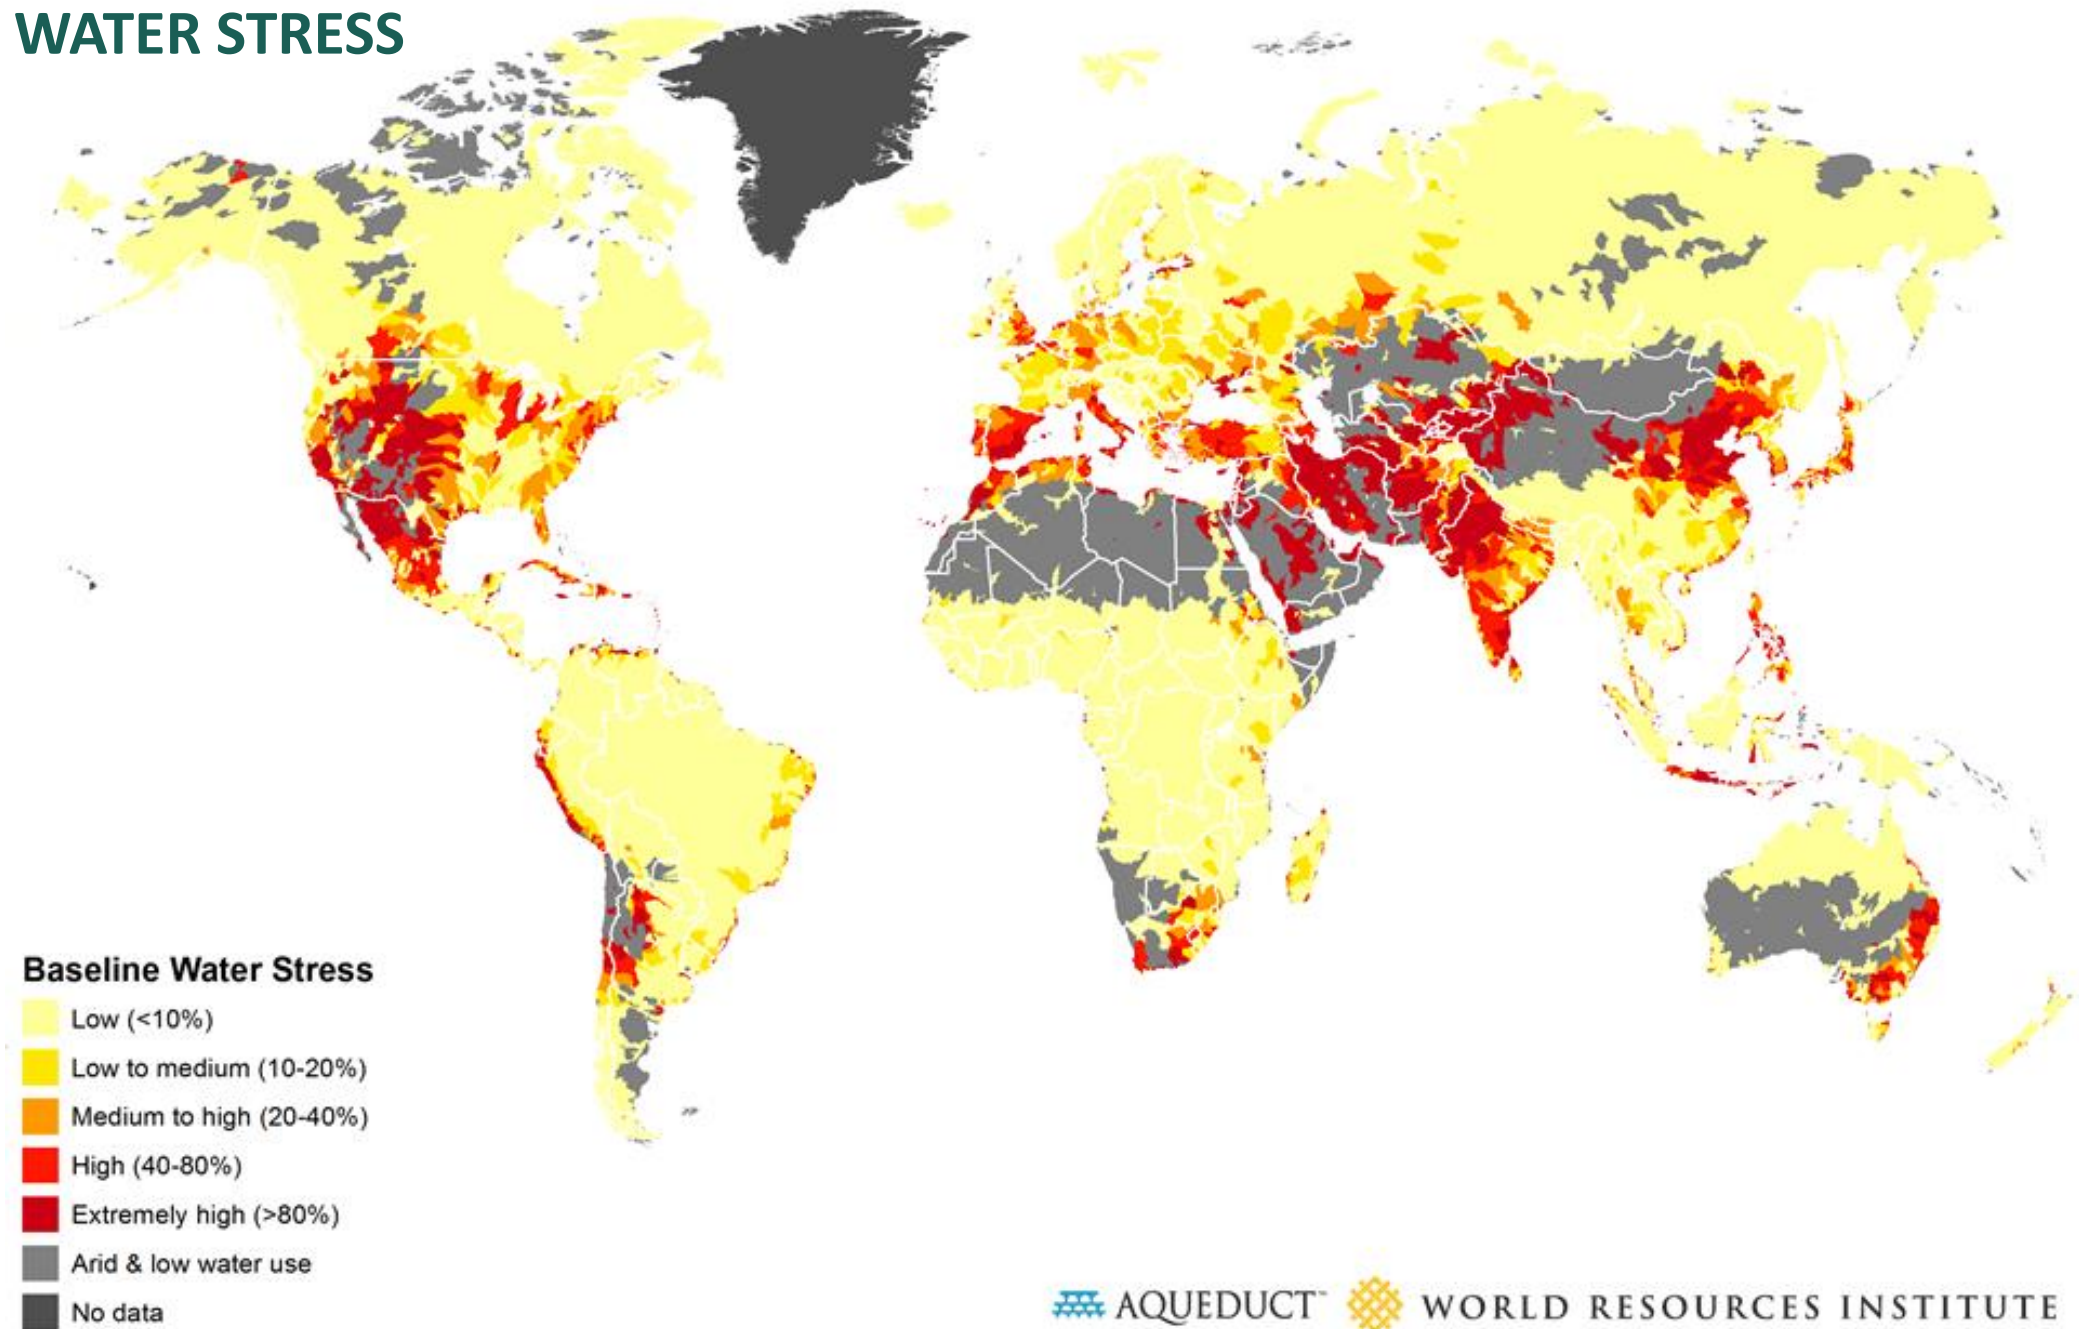 WATER STRESS
Baseline Water Stress
Low (<10%)
Low to medium (10-20%)
Medium to high (20-40%)
High (40-80%)
Extremely high (>80%)
Arid & low water use
No data
AQUEDUCT™
WORLD RESOURCES INSTITUTE